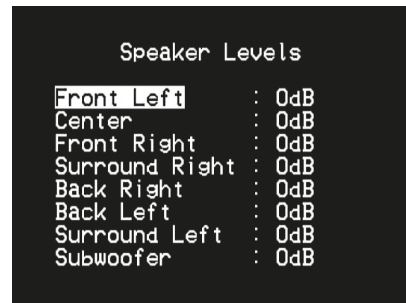 Speaker Levels
Front Left : 0dB
Center : 0dB
Front Right : 0dB
Surround Right : 0dB
Back Right : 0dB
Back Left : 0dB
Surround Left : 0dB
Subwoofer : 0dB